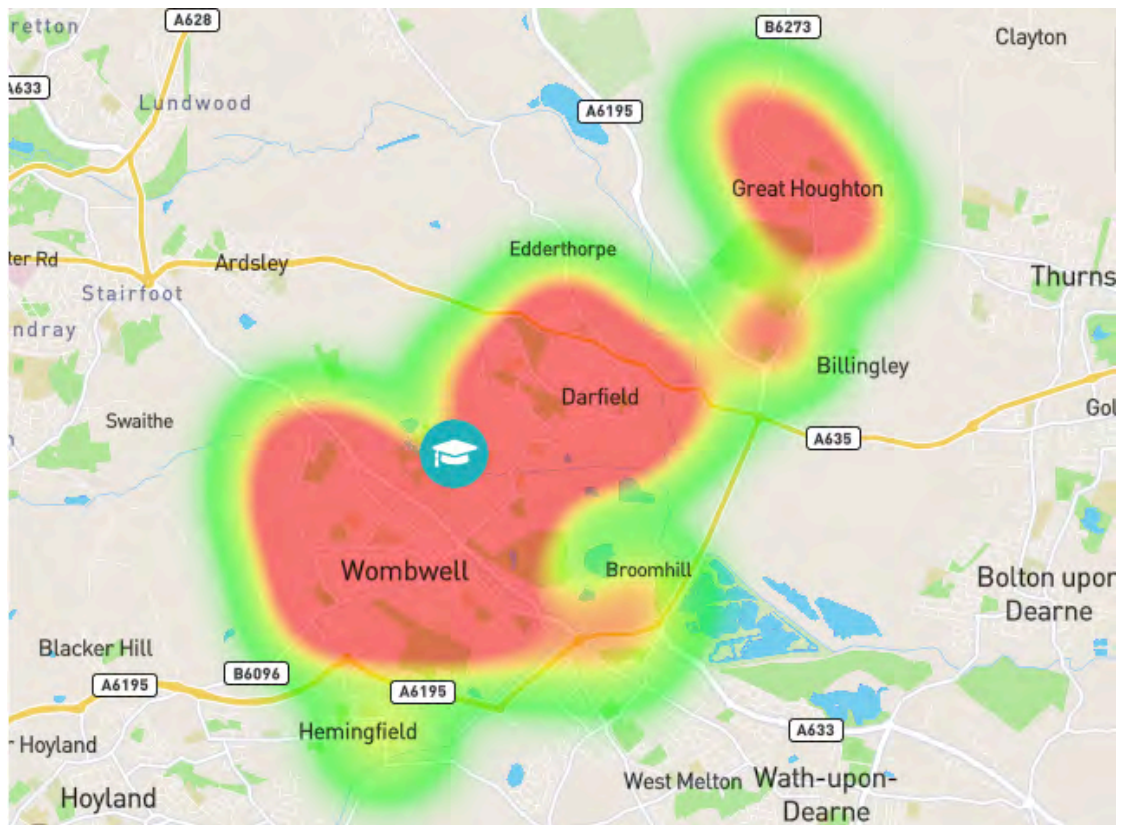 retton
A628
B6273
Clayton
A633
Lundwood
A6195
Great Houghton
ter Rd
Ardsley
Edderthorpe
Stairfoot
Thurns
ndray
Billingley
Darfield
Swaithe
Gol
A635
Wombwell
Broomhill
Bolton upon
Dearne
Blacker Hill
B6096
A6195
A6195
Hemingfield
A633
r Hoyland
West Melton
Wath-upon-
Dearne
Hoyland